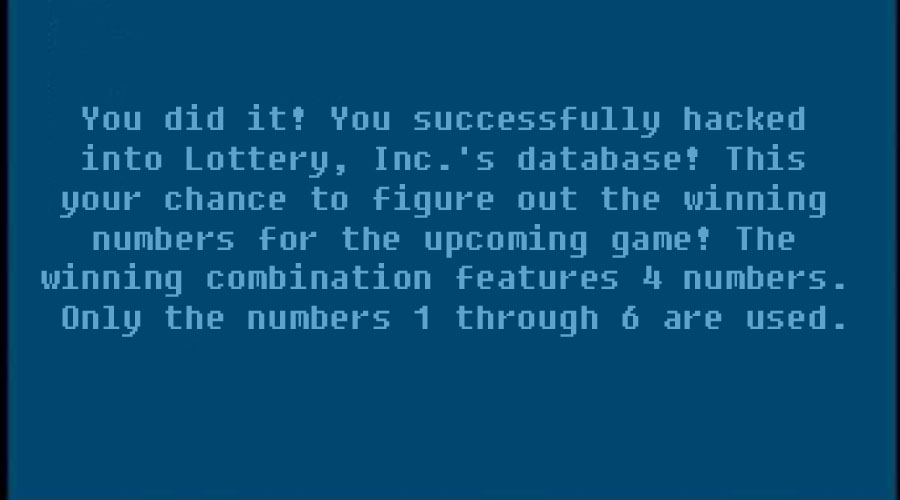 You did it! You successfully hacked
into Lottery, Inc.'s database! This
your chance to figure out the winning
numbers for the upcoming game! The
winning combination features 4 numbers.
Only the numbers 1 through 6 are used.